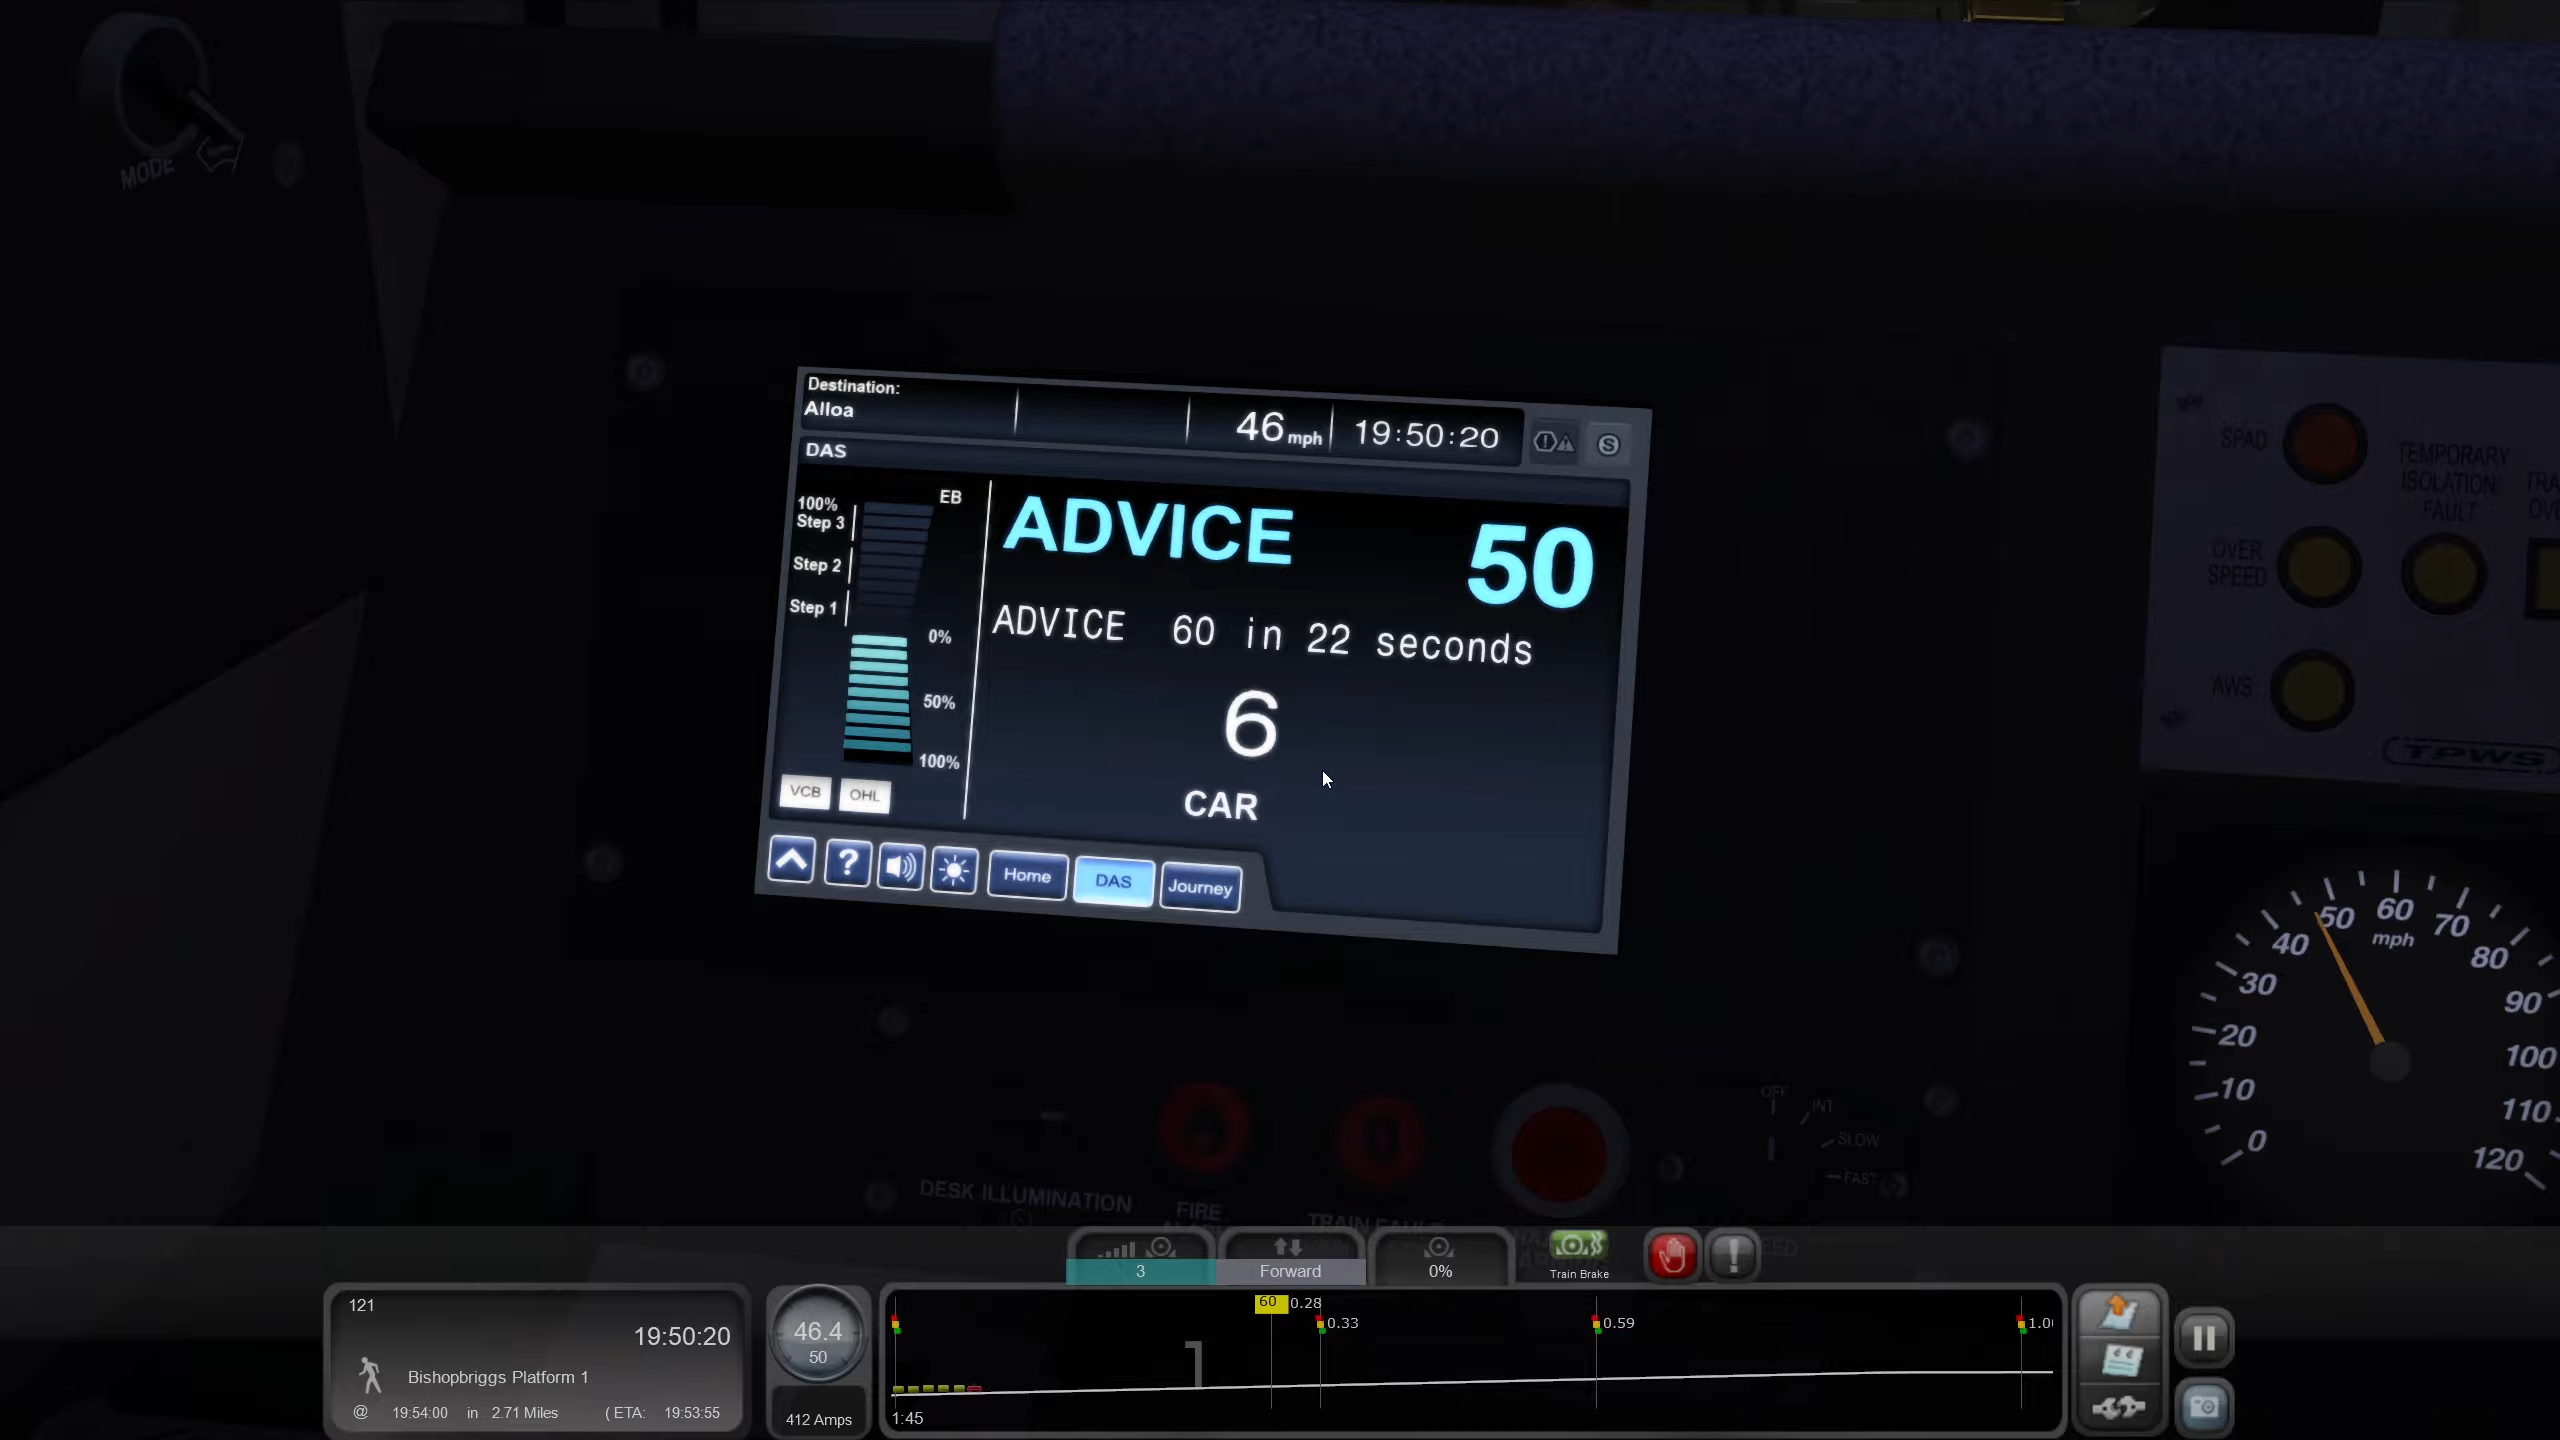 MODE
Destination:
Alloa
46 mph
19:50:20
S
DAS
100%
Step 3
Step 2
Step 1
EB
0%
50%
100%
VCB
OHL
ADVICE 50
ADVICE 60 in 22 seconds
6
CAR
?
Home
DAS
Journey
SPAD
TEMPORARY
ISOLATION
FAULT
OVER
SPEED
AWS
TPWS
0
10
20
30
40
50
60
70
80
90
100
110
120
mph
OFF
INT
SLOW
FAST
DESK ILLUMINATION
FIRE
3
Forward
0%
Train Brake
121
19:50:20
Bishopbriggs Platform 1
@ 19:54:00 in 2.71 Miles ( ETA: 19:53:55
46.4
50
412 Amps
60 0.28
0.33
0.59
1
1:45